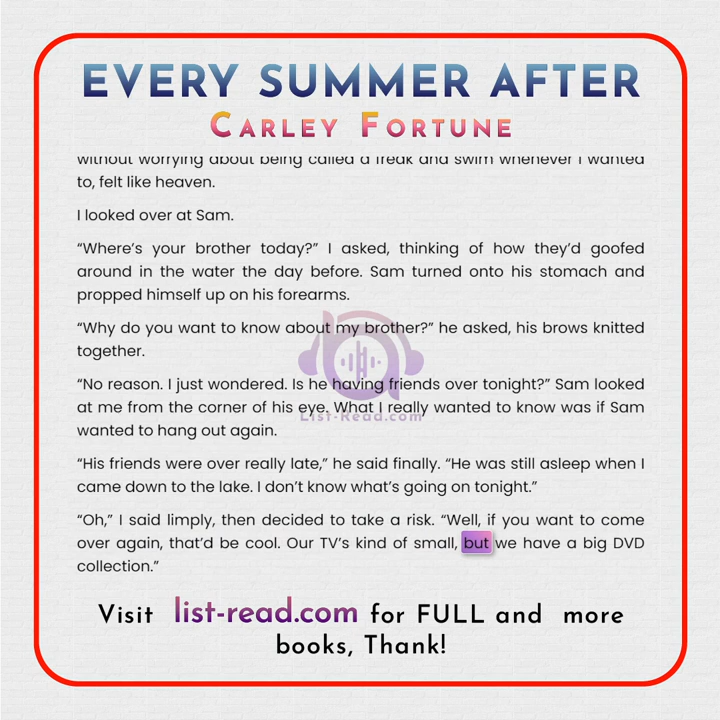 EVERY SUMMER AFTER
CARLEY FORTUNE
without worrying about being called a freak and swim whenever I wanted
to, felt like heaven.
I looked over at Sam.
“Where’s your brother today?” I asked, thinking of how they’d goofed
around in the water the day before. Sam turned onto his stomach and
propped himself up on his forearms.
“Why do you want to know about my brother?” he asked, his brows knitted
together.
“No reason. I just wondered. Is he having friends over tonight?” Sam looked
at me from the corner of his eye. What I really wanted to know was if Sam
wanted to hang out again.
List-Read.com
“His friends were over really late,” he said finally. “He was still asleep when I
came down to the lake. I don’t know what’s going on tonight.”
“Oh,” I said limply, then decided to take a risk. “Well, if you want to come
over again, that’d be cool. Our TV’s kind of small, but we have a big DVD
collection.”
Visit list-read.com for FULL and more
books, Thank!